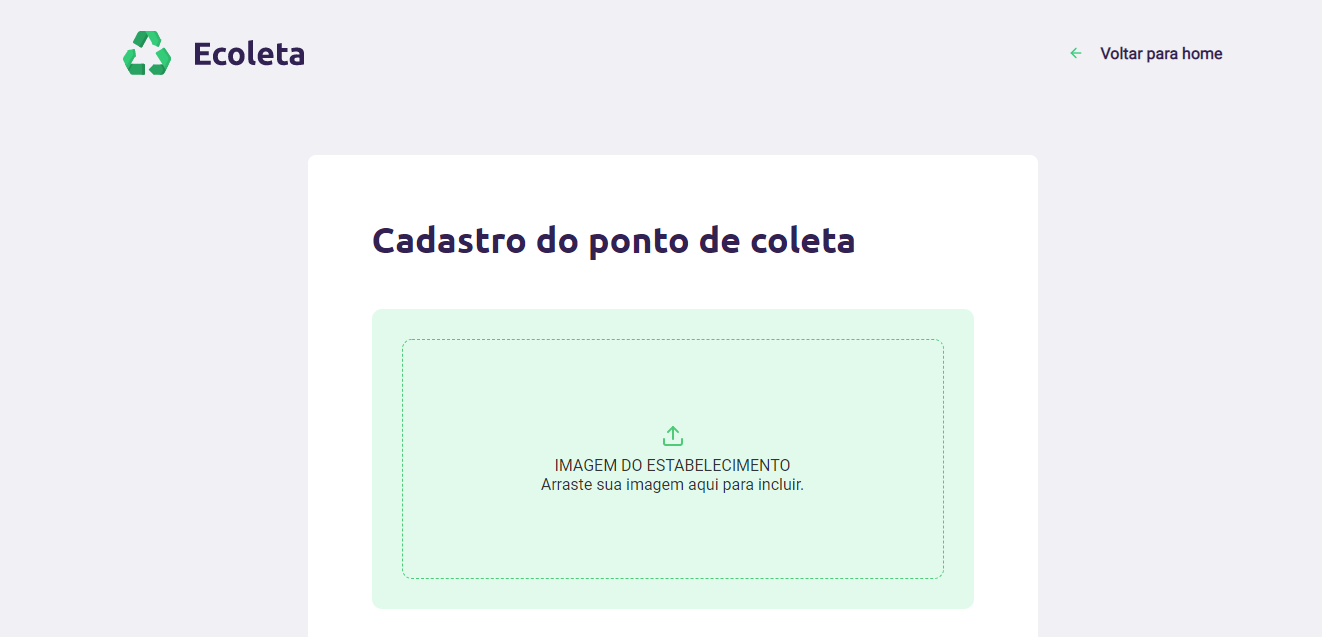 Ecoleta
Voltar para home
Cadastro do ponto de coleta
IMAGEM DO ESTABELECIMENTO
Arraste sua imagem aqui para incluir.